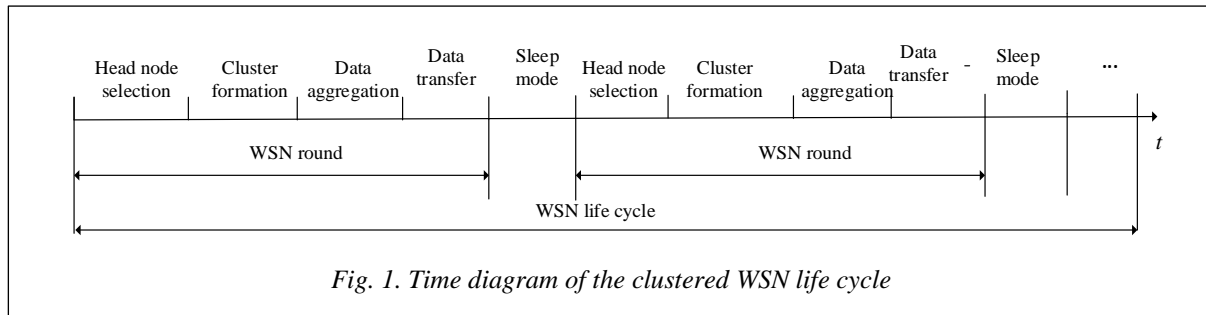 Head node selection
Cluster formation
Data aggregation
Data transfer
Sleep mode
Head node selection
Cluster formation
Data aggregation
Data transfer -
Sleep mode
...
t
WSN round
WSN round
WSN life cycle
Fig. 1. Time diagram of the clustered WSN life cycle